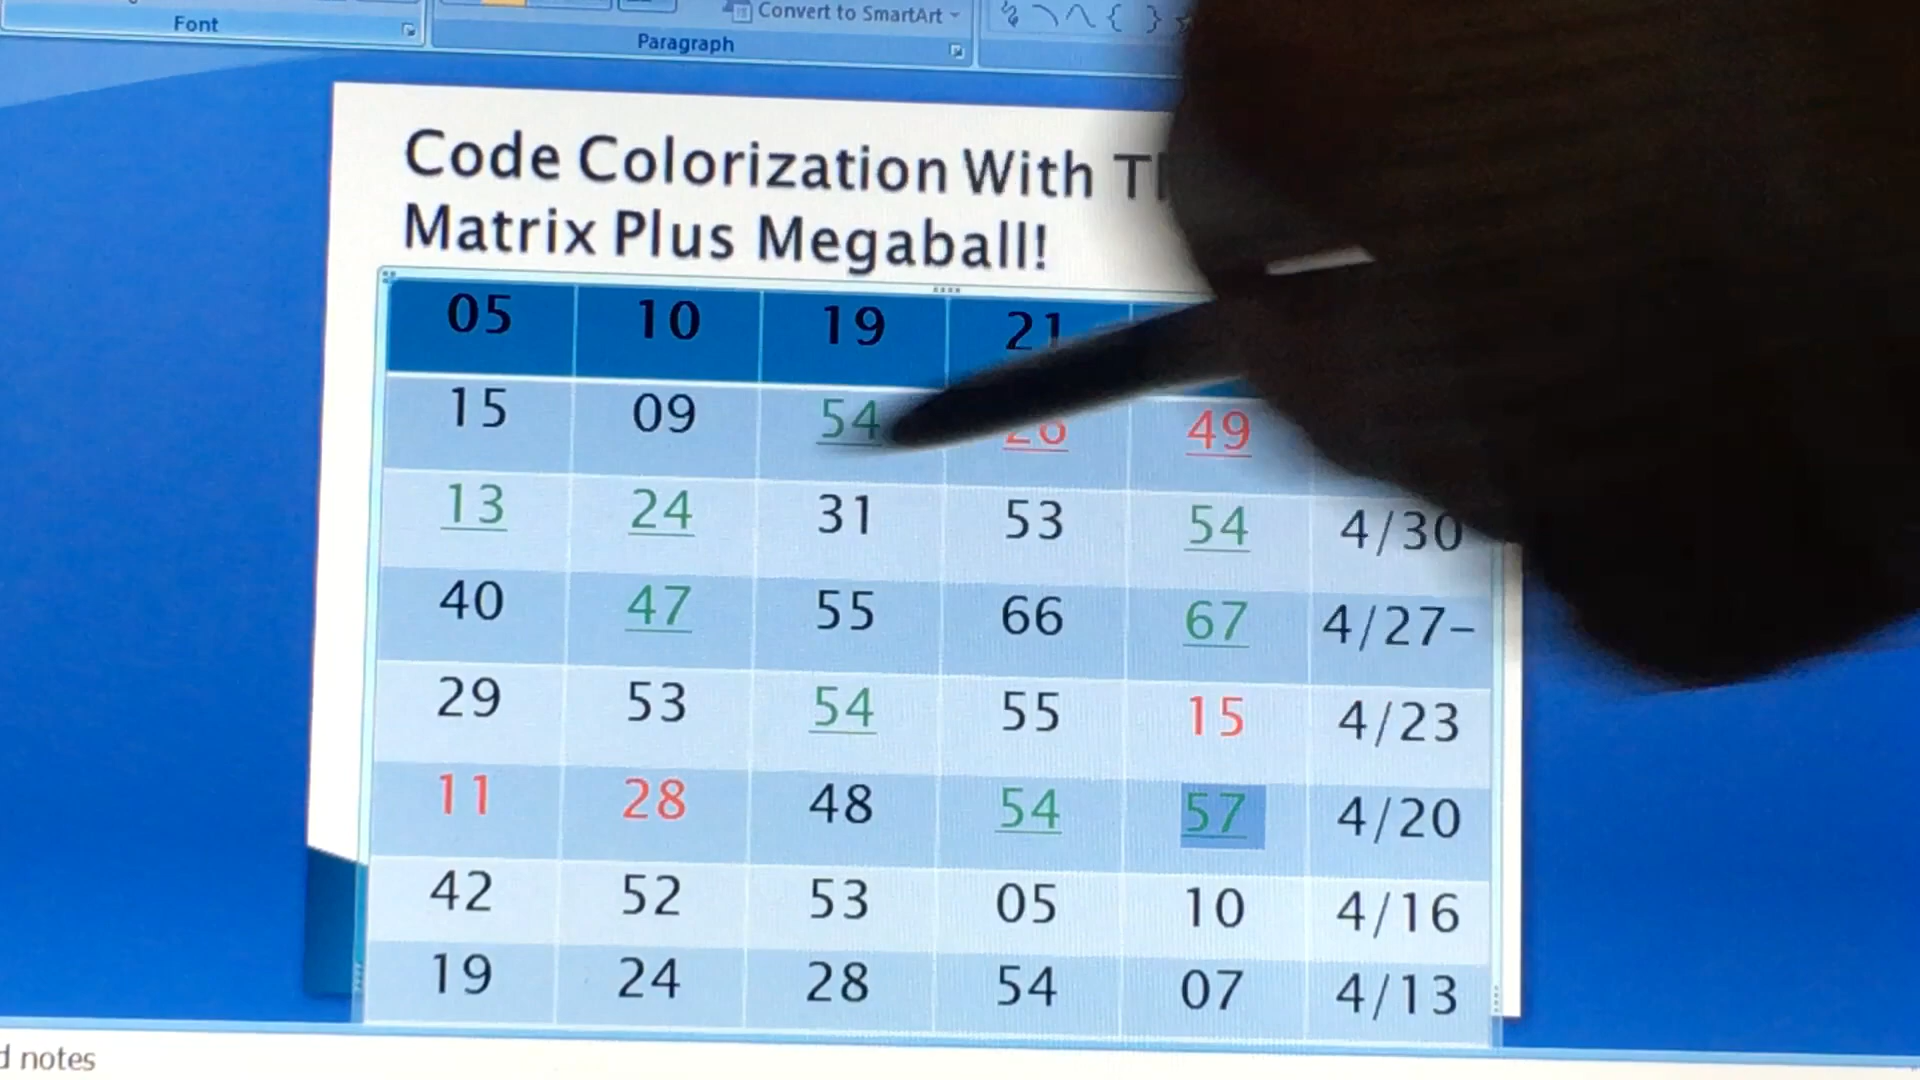 Convert to SmartArt
Font
Paragraph
Code Colorization With
Matrix Plus Megaball!
05 10 19 21
15 09 54 26 49
13 24 31 53 54 4/30
40 47 55 66 67 4/27-
29 53 54 55 15 4/23
11 28 48 54 57 4/20
42 52 53 05 10 4/16
19 24 28 54 07 4/13
notes